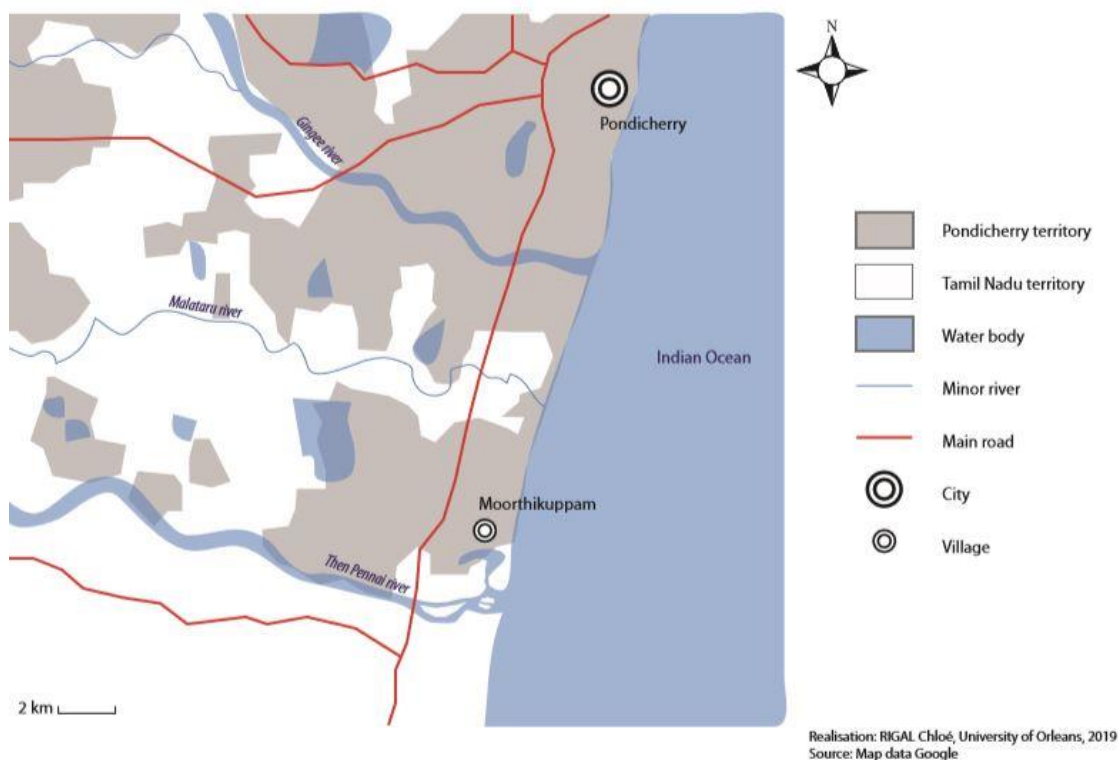 N
Pondicherry
Gingee river
Pondicherry territory
Tamil Nadu territory
Malataru river
Water body
Indian Ocean
Minor river
Main road
City
Moorthikuppam
Village
Then Pennai river
2 km
Realisation: RIGAL Chloé, University of Orleans, 2019
Source: Map data Google